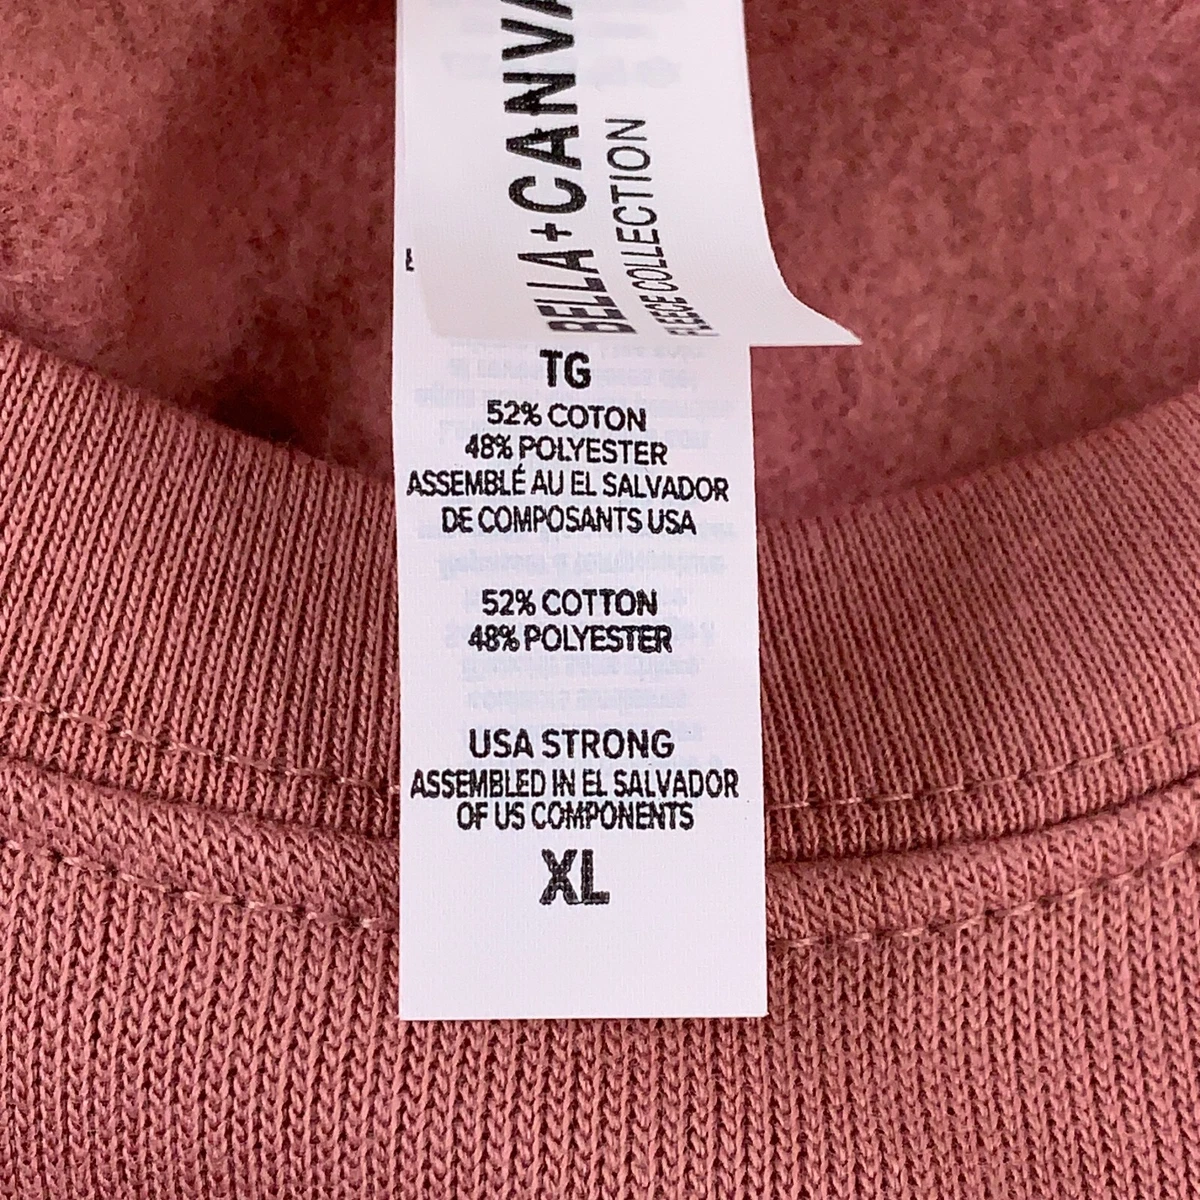 BELLA+CANVA
FLEECE COLLECTION
TG
52% COTON
48% POLYESTER
ASSEMBLÉ AU EL SALVADOR
DE COMPOSANTS USA
52% COTTON
48% POLYESTER
USA STRONG
ASSEMBLED IN EL SALVADOR
OF US COMPONENTS
XL